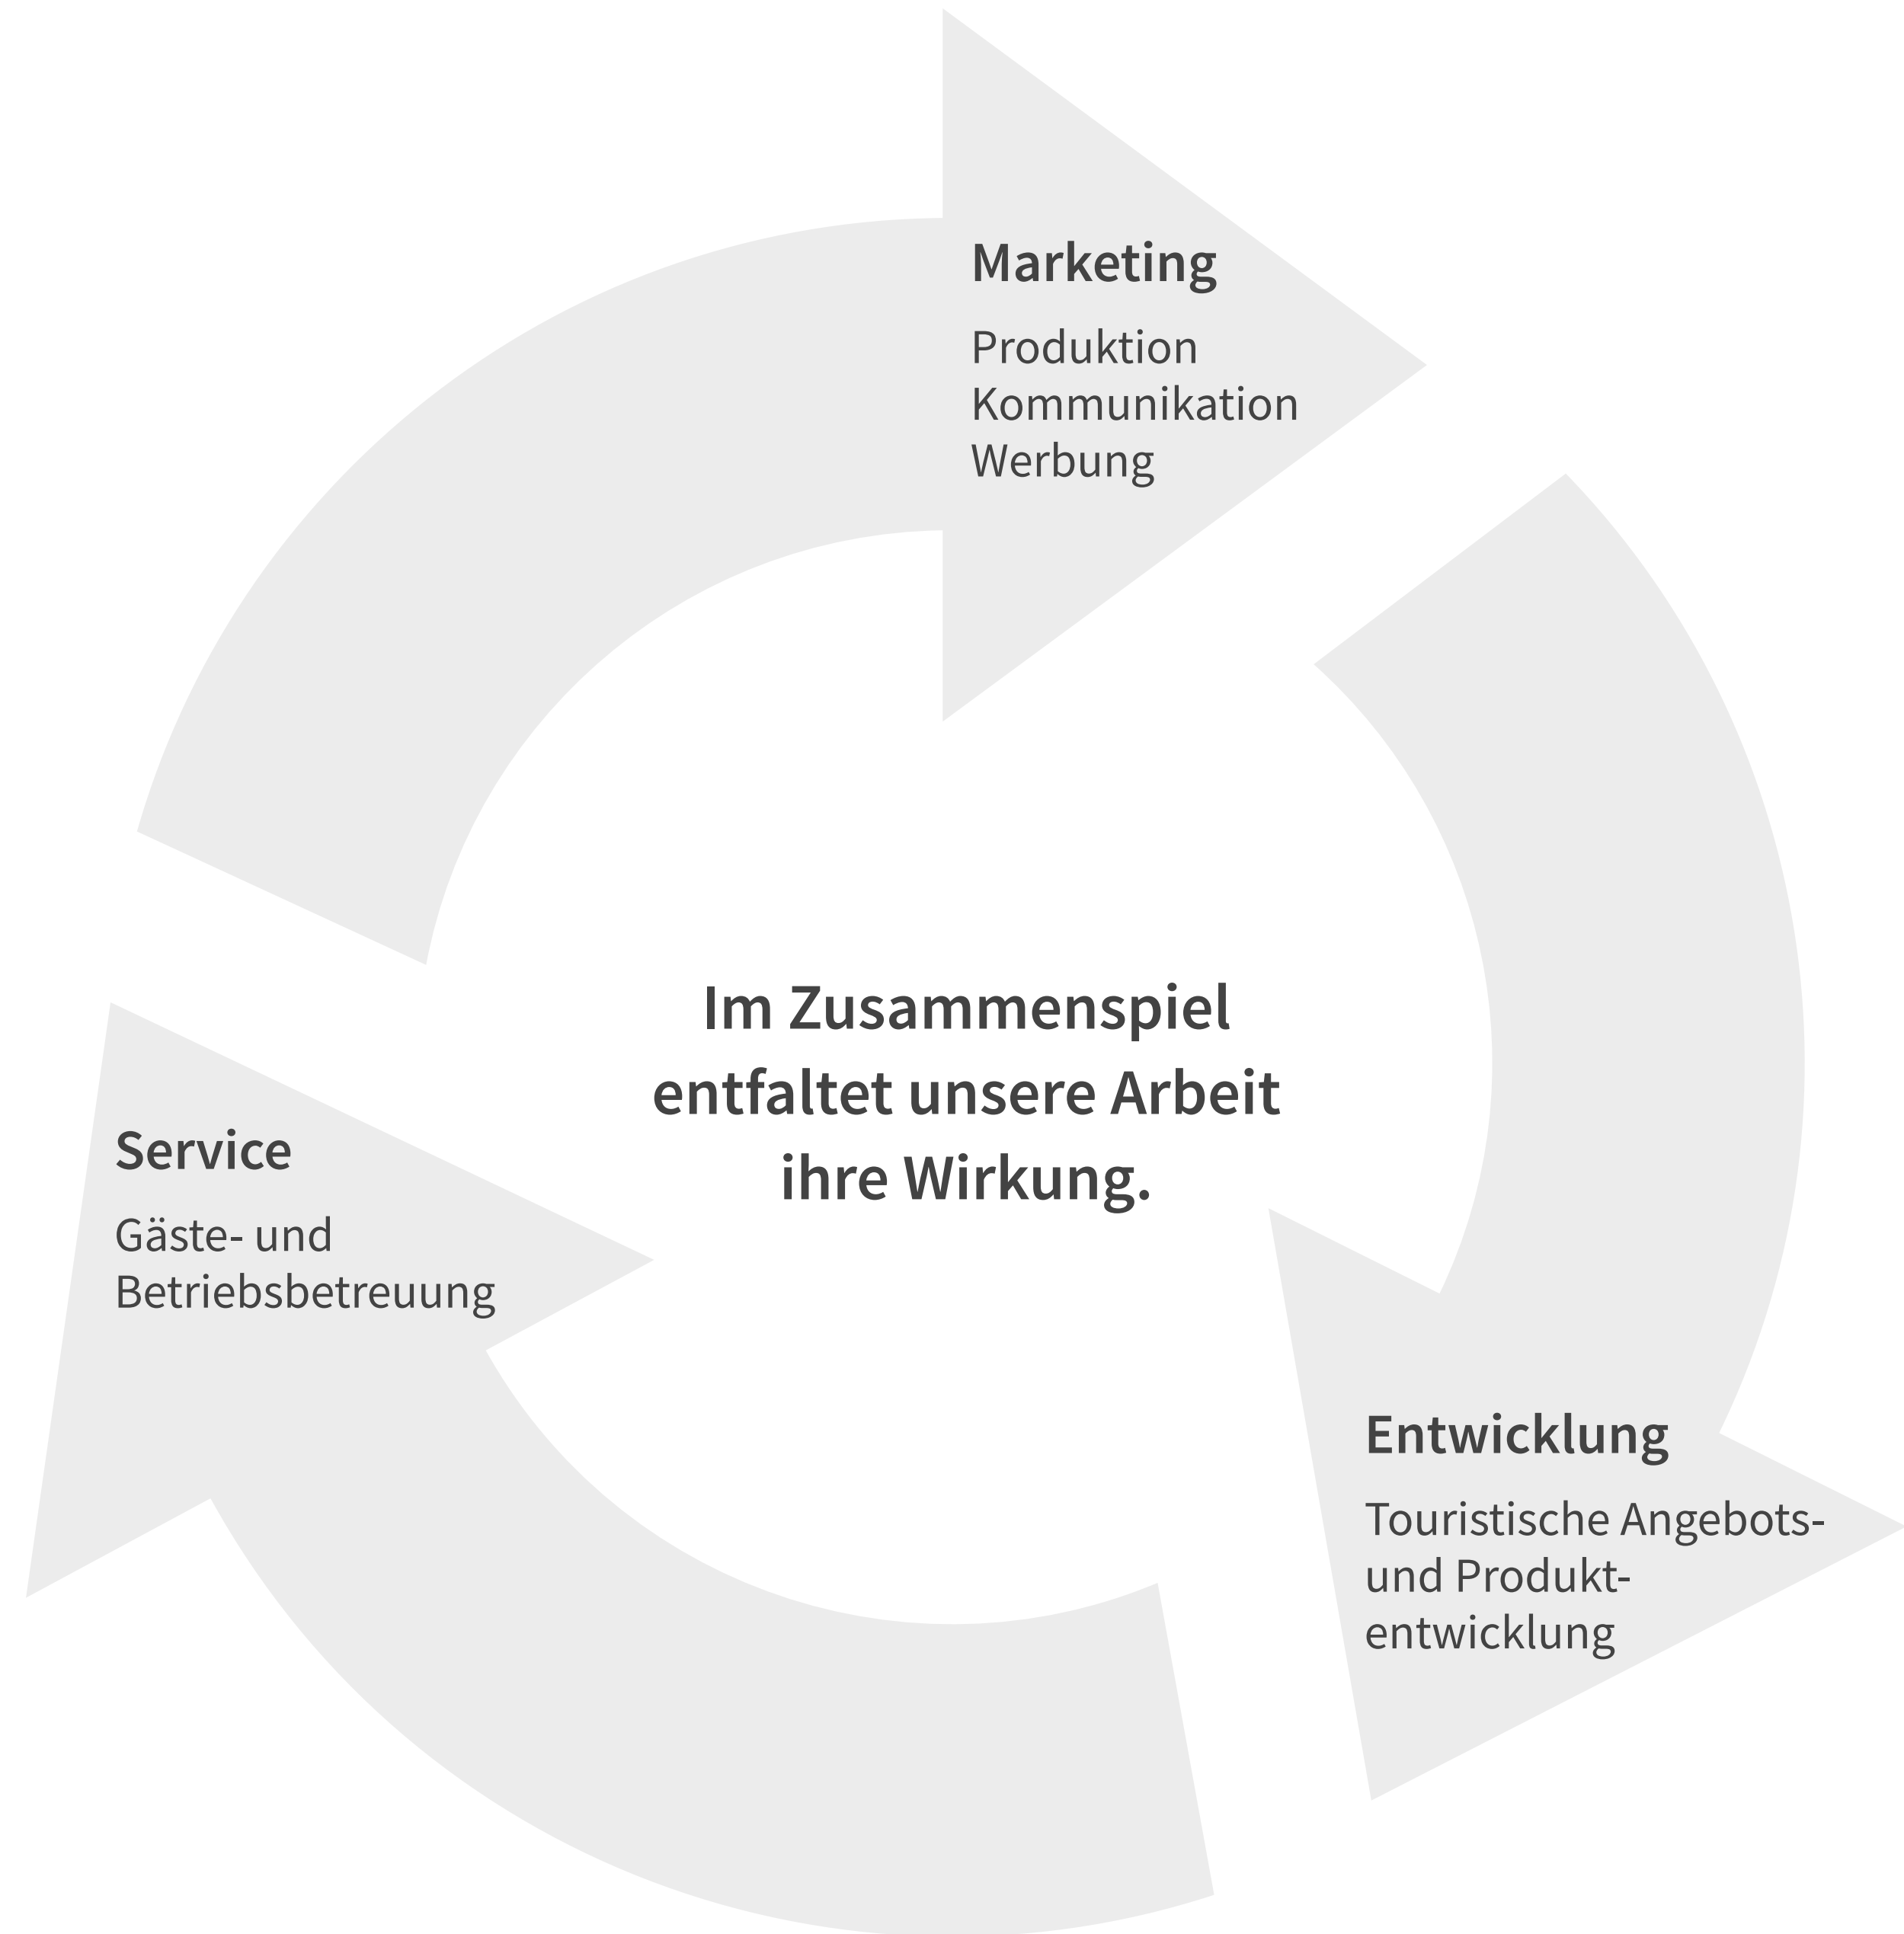 Marketing
Produktion
Kommunikation
Werbung
Im Zusammenspiel
entfaltet unsere Arbeit
ihre Wirkung.
Service
Gäste- und
Betriebsbetreuung
Entwicklung
Touristische Angebots-
und Produkt-
entwicklung